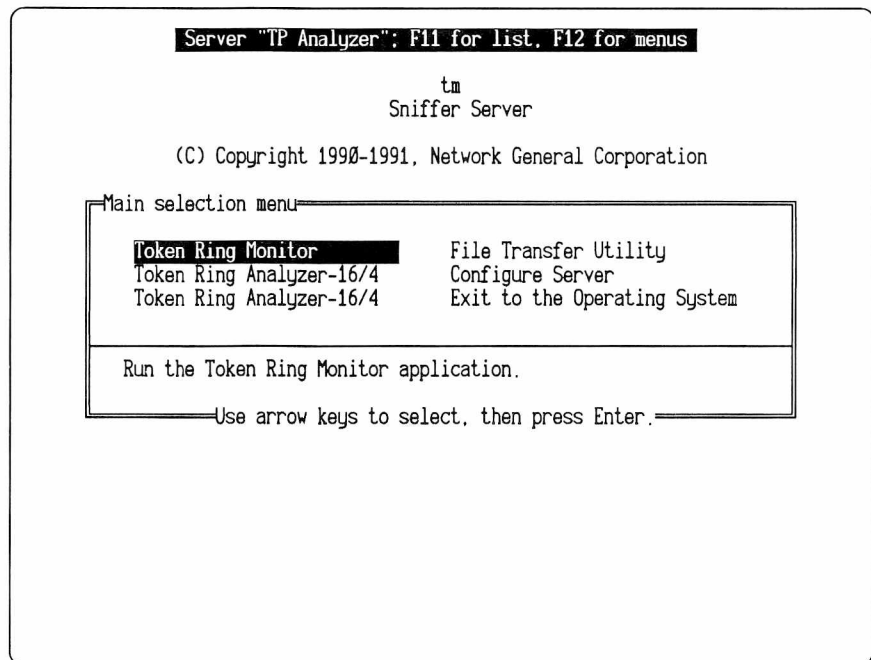 Server "TP Analyzer": F11 for list, F12 for menus
tm
Sniffer Server
(C) Copyright 1990-1991, Network General Corporation
Main selection menu
Token Ring Monitor File Transfer Utility
Token Ring Analyzer-16/4 Configure Server
Token Ring Analyzer-16/4 Exit to the Operating System
Run the Token Ring Monitor application.
Use arrow keys to select, then press Enter.